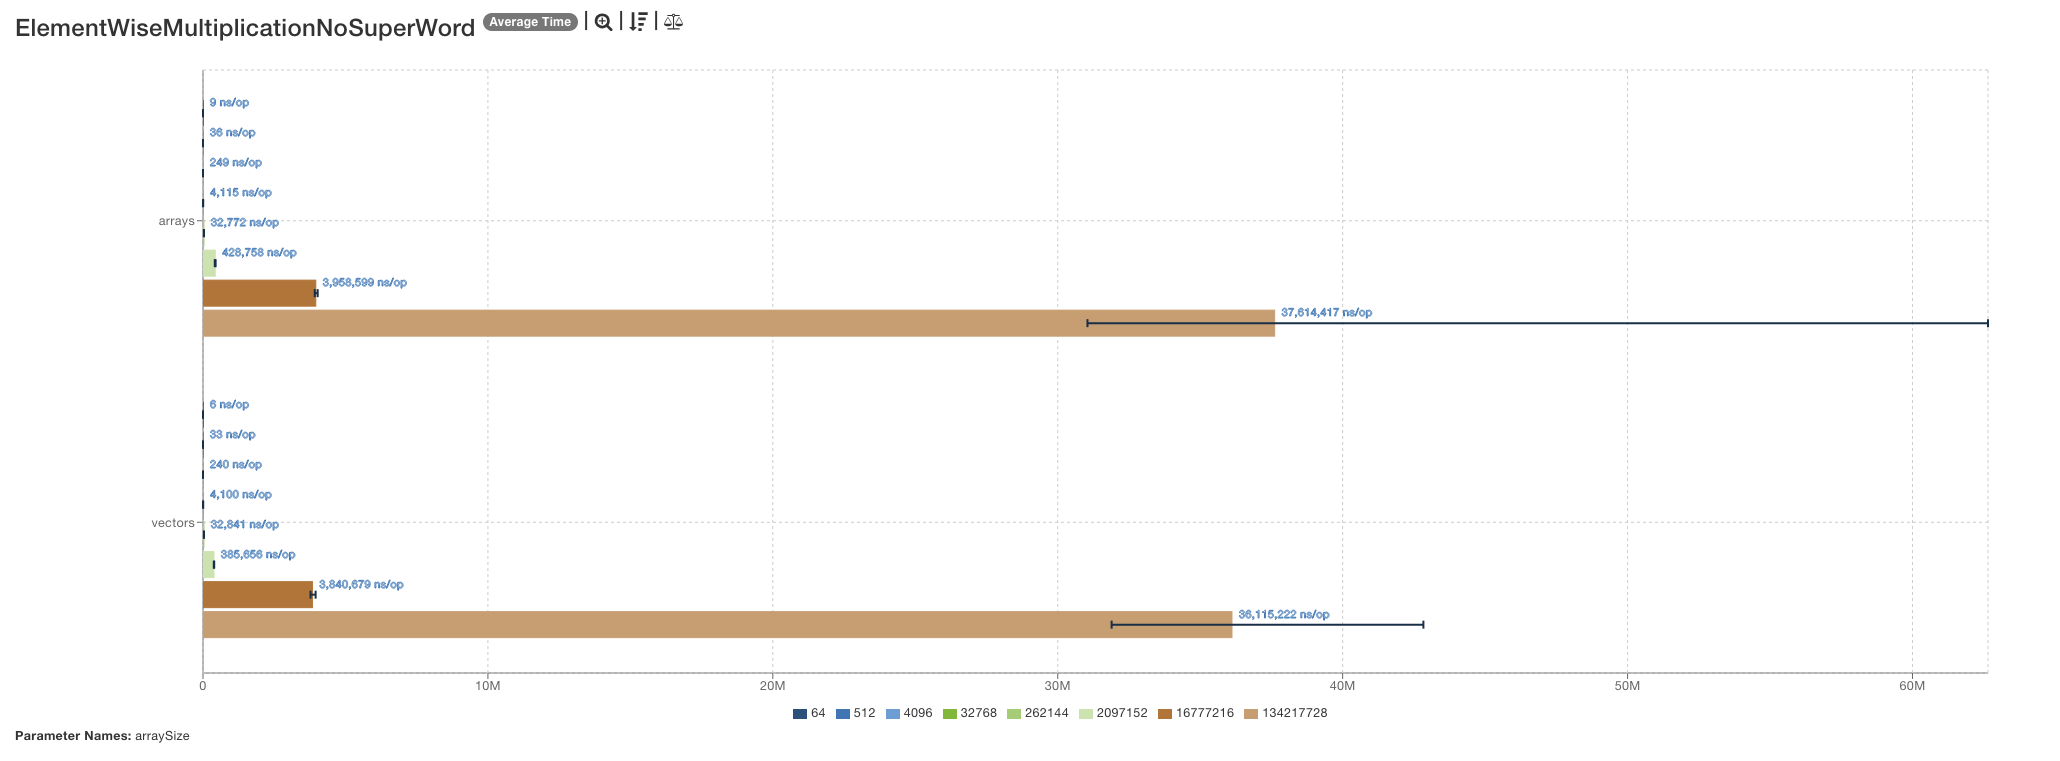 ElementWiseMultiplicationNoSuperWord Average Time
9 ns/op
36 ns/op
249 ns/op
4,115 ns/op
arrays
32,772 ns/op
428,758 ns/op
3,958,599 ns/op
37,614,417 ns/op
6 ns/op
33 ns/op
240 ns/op
4,100 ns/op
vectors
32,841 ns/op
385,656 ns/op
3,840,679 ns/op
36,115,222 ns/op
0 10M 20M 30M 40M 50M 60M
64 512 4096 32768 262144 2097152 16777216 134217728
Parameter Names: arraySize